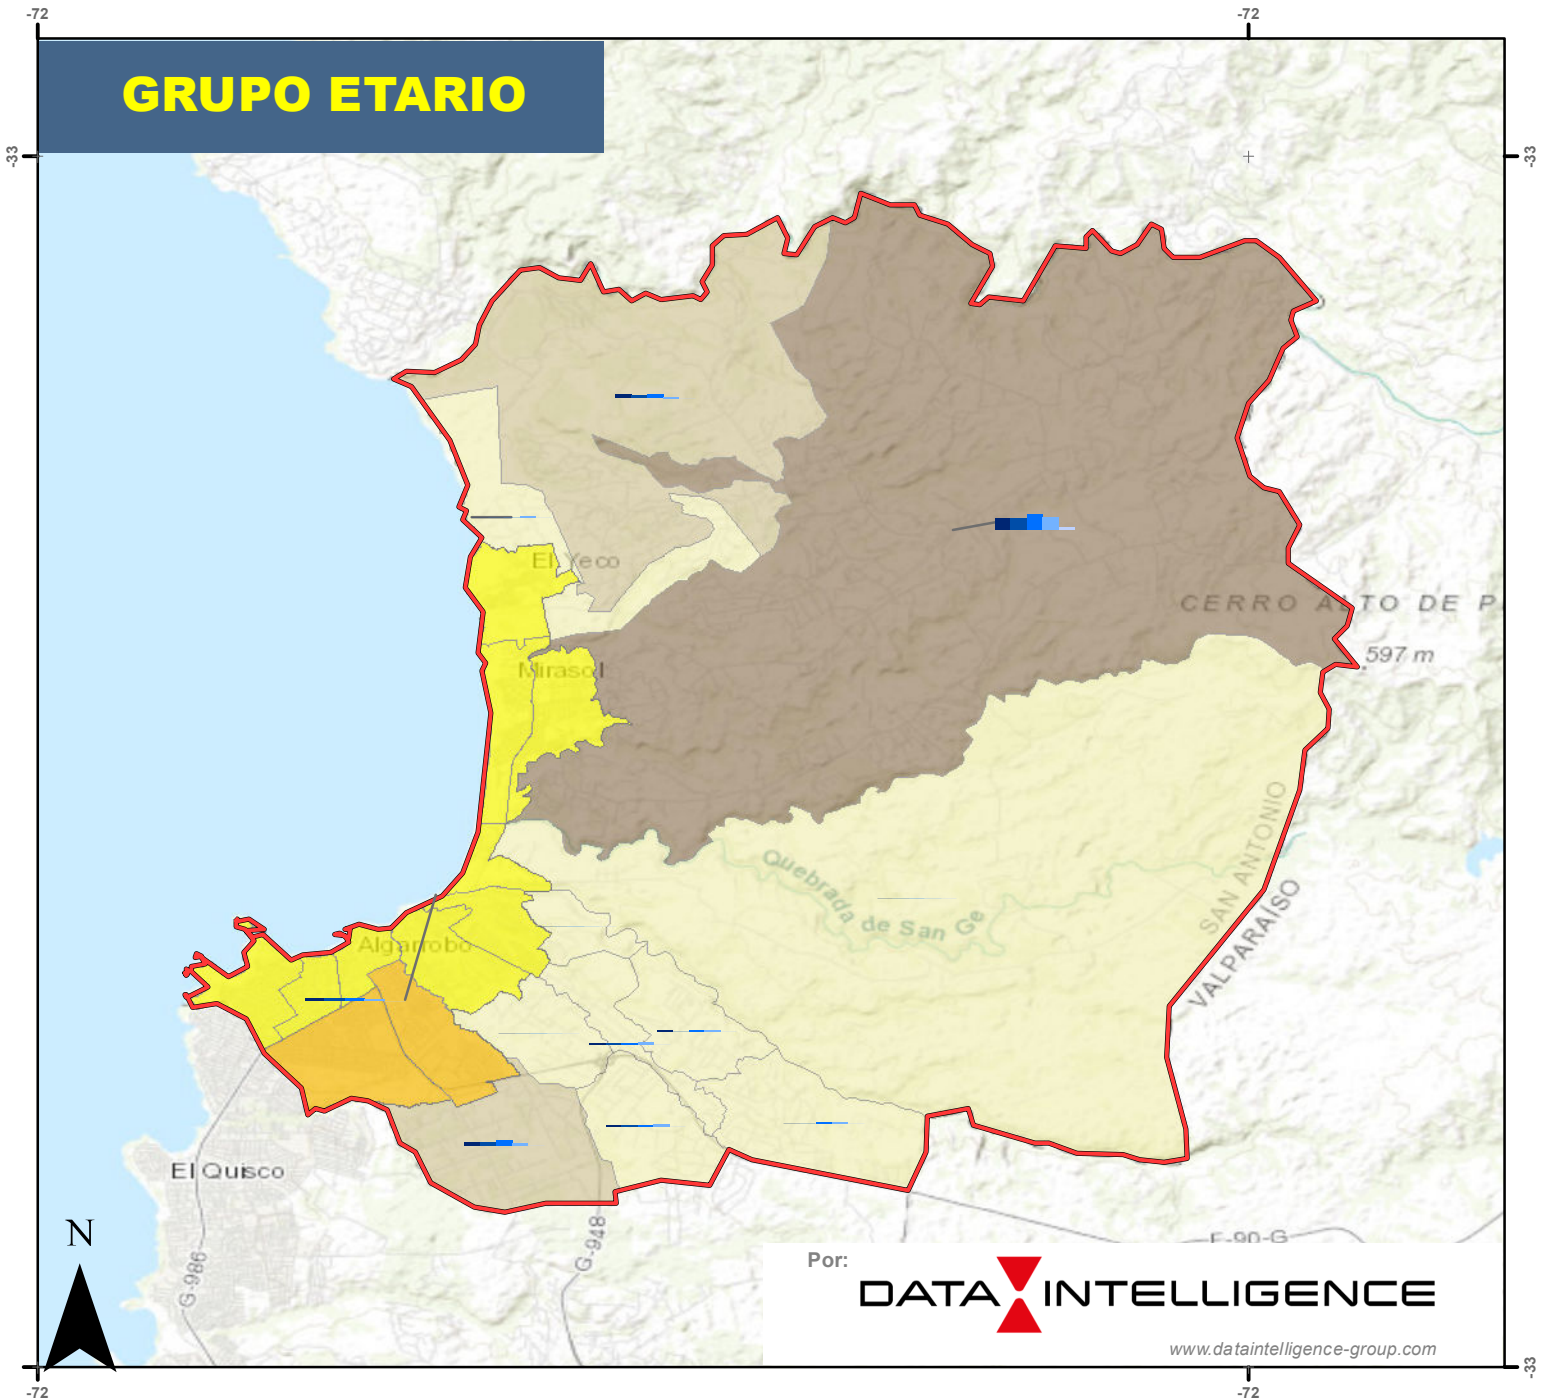 -72
-72
GRUPO ETARIO
-33
-33
El Yeco
CERRO ALTO DE P
597 m
Mirasol
SAN ANTONIO
VALPARAÍSO
Quebrada de San Ge
Algarrobo
El Quisco
N
G-986
G-948
F-90-G
Por:
DATA INTELLIGENCE
www.dataintelligence-group.com
-33
-72
-72